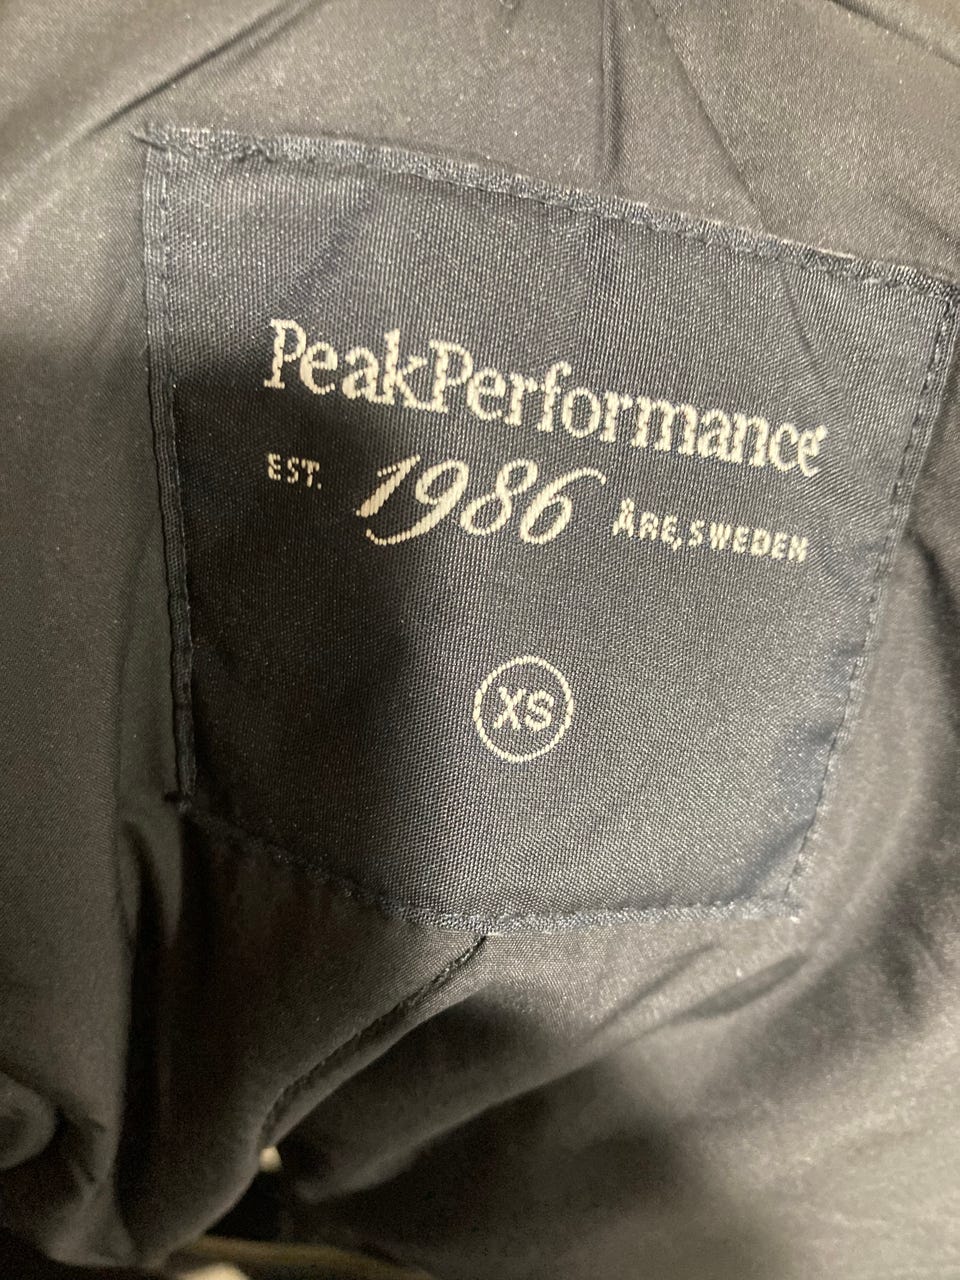 PeakPerformance
EST. 1986 ÅRE, SWEDEN
XS